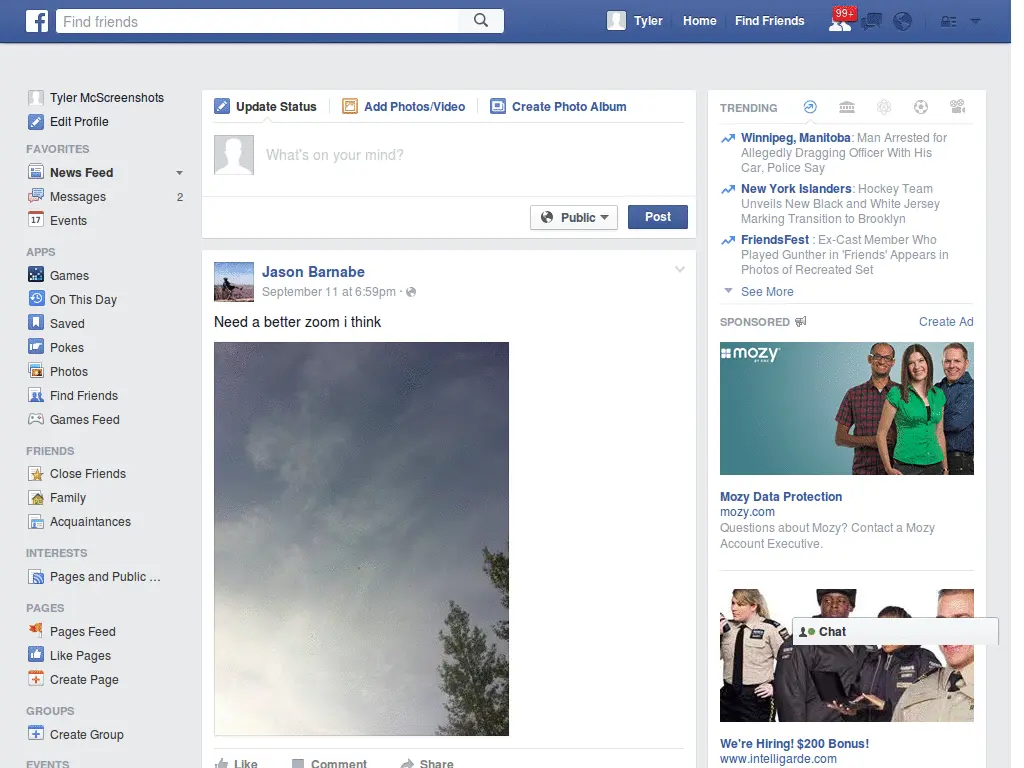 Find friends
Tyler
Home
Find Friends
99+
Tyler McScreenshots
Edit Profile
FAVORITES
News Feed
Messages 2
17 Events
APPS
Games
On This Day
Saved
Pokes
Photos
Find Friends
Games Feed
FRIENDS
Close Friends
Family
Acquaintances
INTERESTS
Pages and Public ...
PAGES
Pages Feed
Like Pages
Create Page
GROUPS
Create Group
EVENTS
Update Status
Add Photos/Video
Create Photo Album
What's on your mind?
Public
Post
Jason Barnabe
September 11 at 6:59pm ·
Need a better zoom i think
Like Comment Share
TRENDING
Winnipeg, Manitoba: Man Arrested for
Allegedly Dragging Officer With His
Car, Police Say
New York Islanders: Hockey Team
Unveils New Black and White Jersey
Marking Transition to Brooklyn
FriendsFest : Ex-Cast Member Who
Played Gunther in 'Friends' Appears in
Photos of Recreated Set
See More
SPONSORED
Create Ad
mozy
Mozy Data Protection
mozy.com
Questions about Mozy? Contact a Mozy
Account Executive.
Chat
We're Hiring! $200 Bonus!
www.intelligarde.com